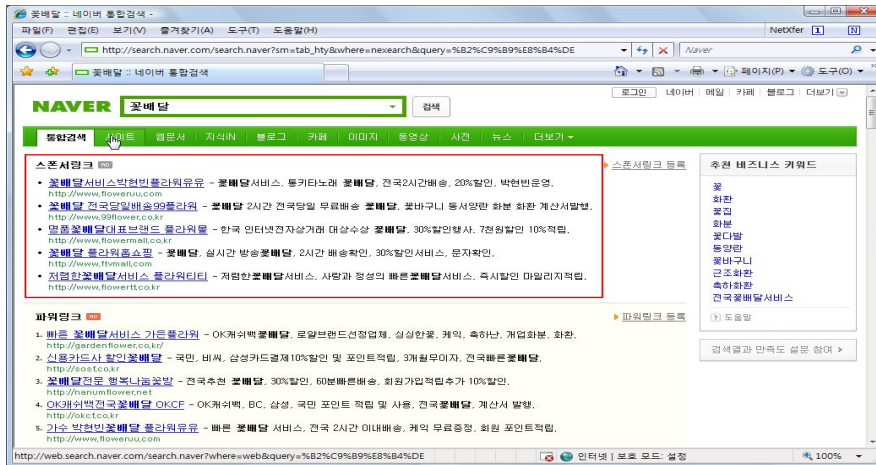 꽃배달 :: 네이버 통합검색 -
파일(F) 편집(E) 보기(V) 즐겨찾기(A) 도구(T) 도움말(H) NetXfer
http://search.naver.com/search.naver?sm=tab_hty&where=nexearch&query=%B2%C9%B9%E8%B4%DE Naver
꽃배달 :: 네이버 통합검색 페이지(P) 도구(O)
로그인 네이버 메일 카페 블로그 더보기
NAVER 꽃배달 검색
통합검색 사이트 웹문서 지식iN 블로그 카페 이미지 동영상 사전 뉴스 더보기
스폰서링크 AD 스폰서링크 등록
• 꽃배달서비스박현빈플라워유유 - 꽃배달서비스, 통키타노래 꽃배달, 전국2시간배송, 20%할인, 박현빈운영.
http://www.floweruu.com
• 꽃배달 전국당일배송99플라워 - 꽃배달 2시간 전국당일 무료배송 꽃배달, 꽃바구니 동서양란 화분 화환 계산서발행.
http://www.99flower.co.kr
• 명품꽃배달대표브랜드 플라워몰 - 한국 인터넷전자상거래 대상수상 꽃배달, 30%할인행사, 7천원할인 10%적립.
http://www.flowermall.co.kr
• 꽃배달 플라워홈쇼핑 - 꽃배달, 실시간 방송꽃배달, 2시간 배송확인, 30%할인서비스, 문자확인.
http://www.ftvmall.com
• 저렴한꽃배달서비스 플라워티티 - 저렴한꽃배달서비스, 사랑과 정성의 빠른꽃배달서비스, 즉시할인 마일리지적립.
http://www.flowertt.co.kr
파워링크 AD 파워링크 등록
1. 빠른 꽃배달서비스 가든플라워 - OK캐쉬백꽃배달, 로얄브랜드선정업체, 싱싱한꽃, 케익, 축하난, 개업화분, 화환.
http://gardenflower.co.kr/
2. 신용카드사 할인꽃배달 - 국민, 비씨, 삼성카드결제10%할인 및 포인트적립, 3개월무이자, 전국빠른꽃배달.
http://sost.co.kr
3. 꽃배달전문 행복나눔꽃방 - 전국추천 꽃배달, 30%할인, 60분빠른배송, 회원가입적립추가 10%할인.
http://nanumflower.net
4. OK캐쉬백전국꽃배달 OKCF - OK캐쉬백, BC, 삼성, 국민 포인트 적립 및 사용, 전국꽃배달, 계산서 발행.
http://okct.co.kr
5. 가수 박현빈꽃배달 플라워유유 - 빠른 꽃배달 서비스, 전국 2시간 이내배송, 케익 무료증정, 회원 포인트적립.
http://www.floweruu.com
추천 비즈니스 키워드
꽃
화환
꽃집
화분
꽃다발
동양란
꽃바구니
근조화환
축하화환
전국꽃배달서비스
? 도움말
검색결과 만족도 설문 참여 >
http://web.search.naver.com/search.naver?where=web&query=%B2%C9%B9%E8%B4%DE 인터넷 | 보호 모드: 설정 100%